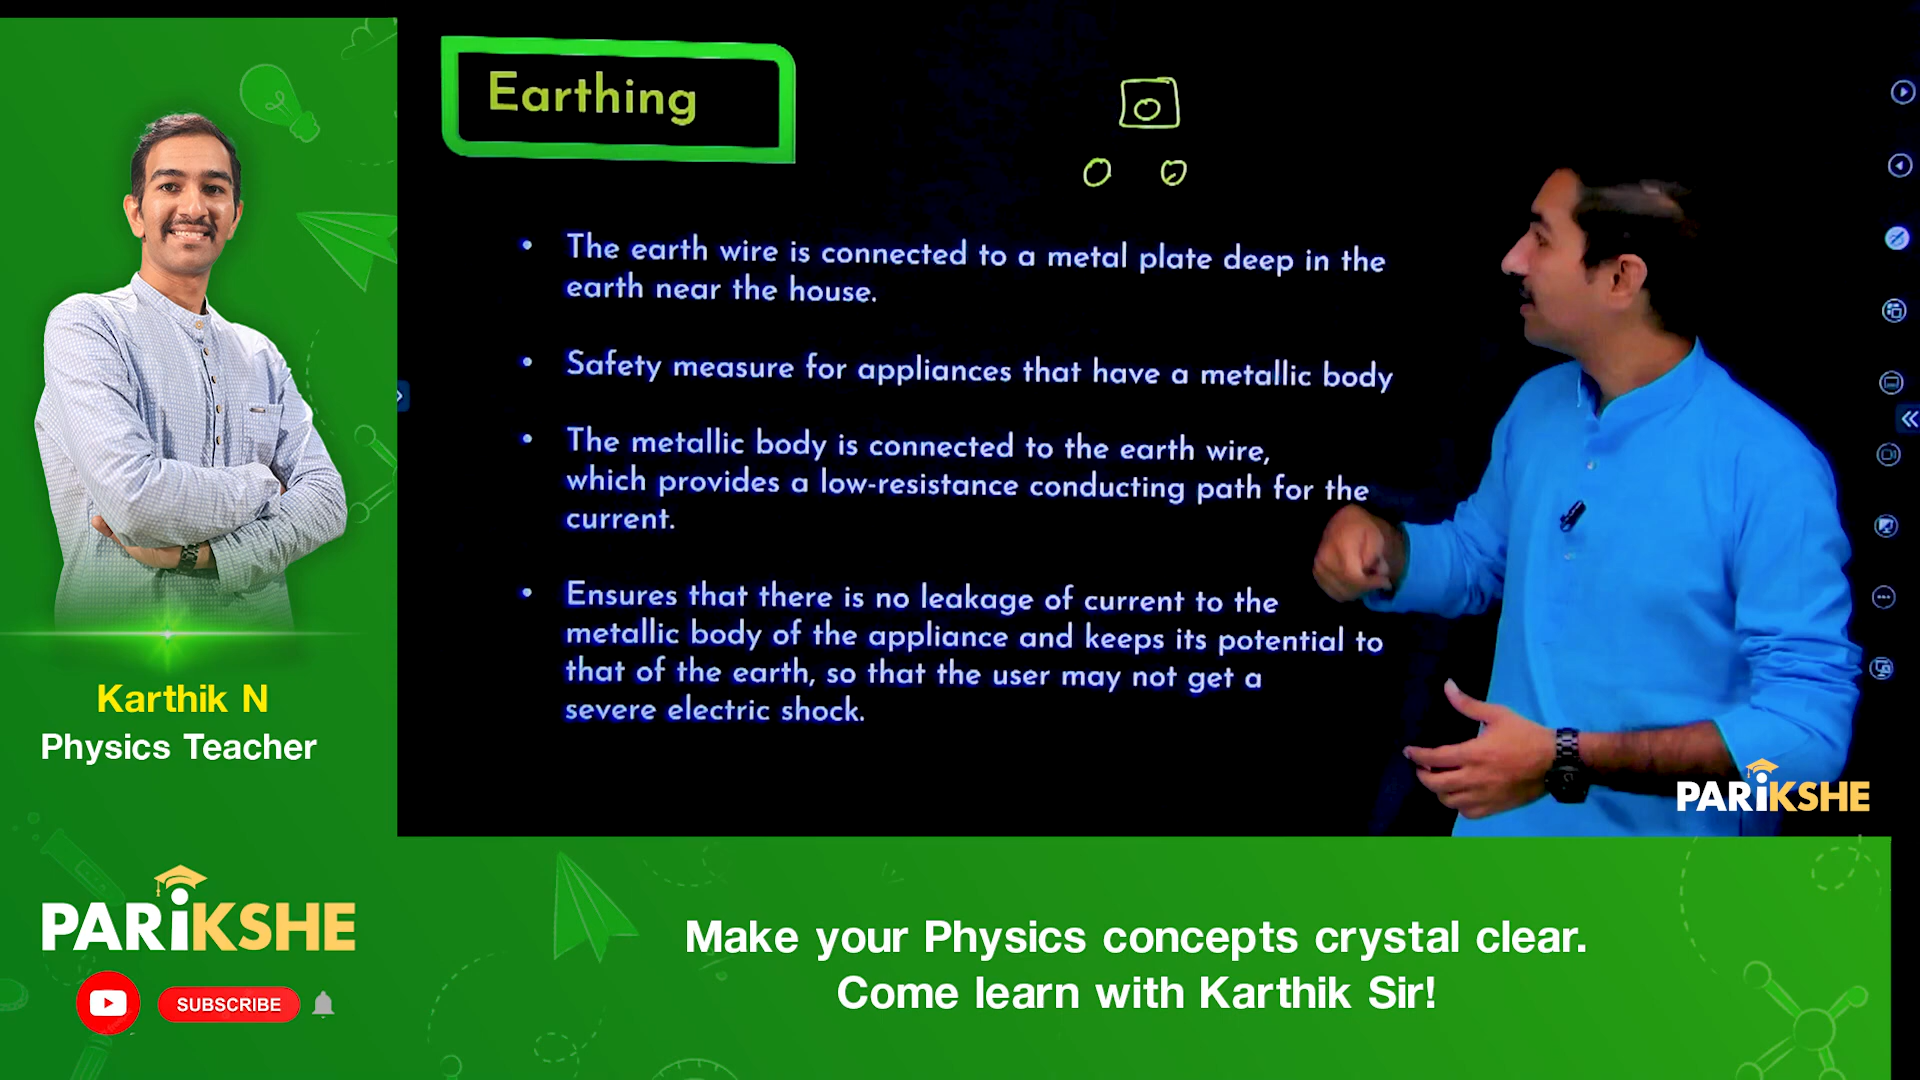 Earthing
• The earth wire is connected to a metal plate deep in the
earth near the house.
• Safety measure for appliances that have a metallic body
• The metallic body is connected to the earth wire,
which provides a low-resistance conducting path for the
current.
• Ensures that there is no leakage of current to the
metallic body of the appliance and keeps its potential to
that of the earth, so that the user may not get a
severe electric shock.
Karthik N
Physics Teacher
PARiKSHE
PARiKSHE
SUBSCRIBE
Make your Physics concepts crystal clear.
Come learn with Karthik Sir!